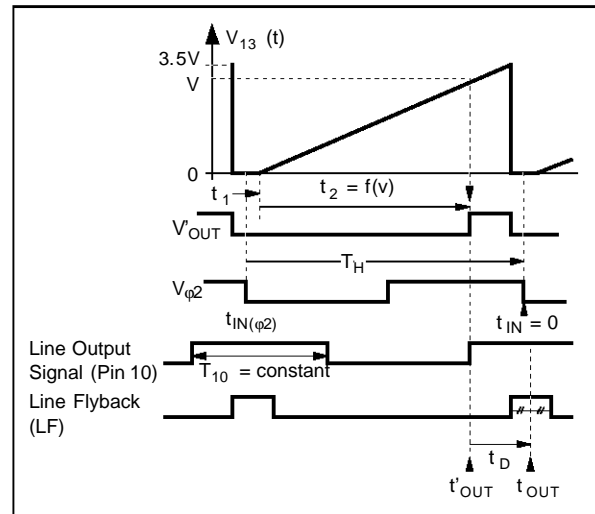 V13 (t)
3.5V
V
0
t1
t2 = f(v)
V'OUT
TH
Vφ2
tIN(φ2)
tIN = 0
Line Output
Signal (Pin 10)
T10 = constant
Line Flyback
(LF)
tD
t'OUT
tOUT